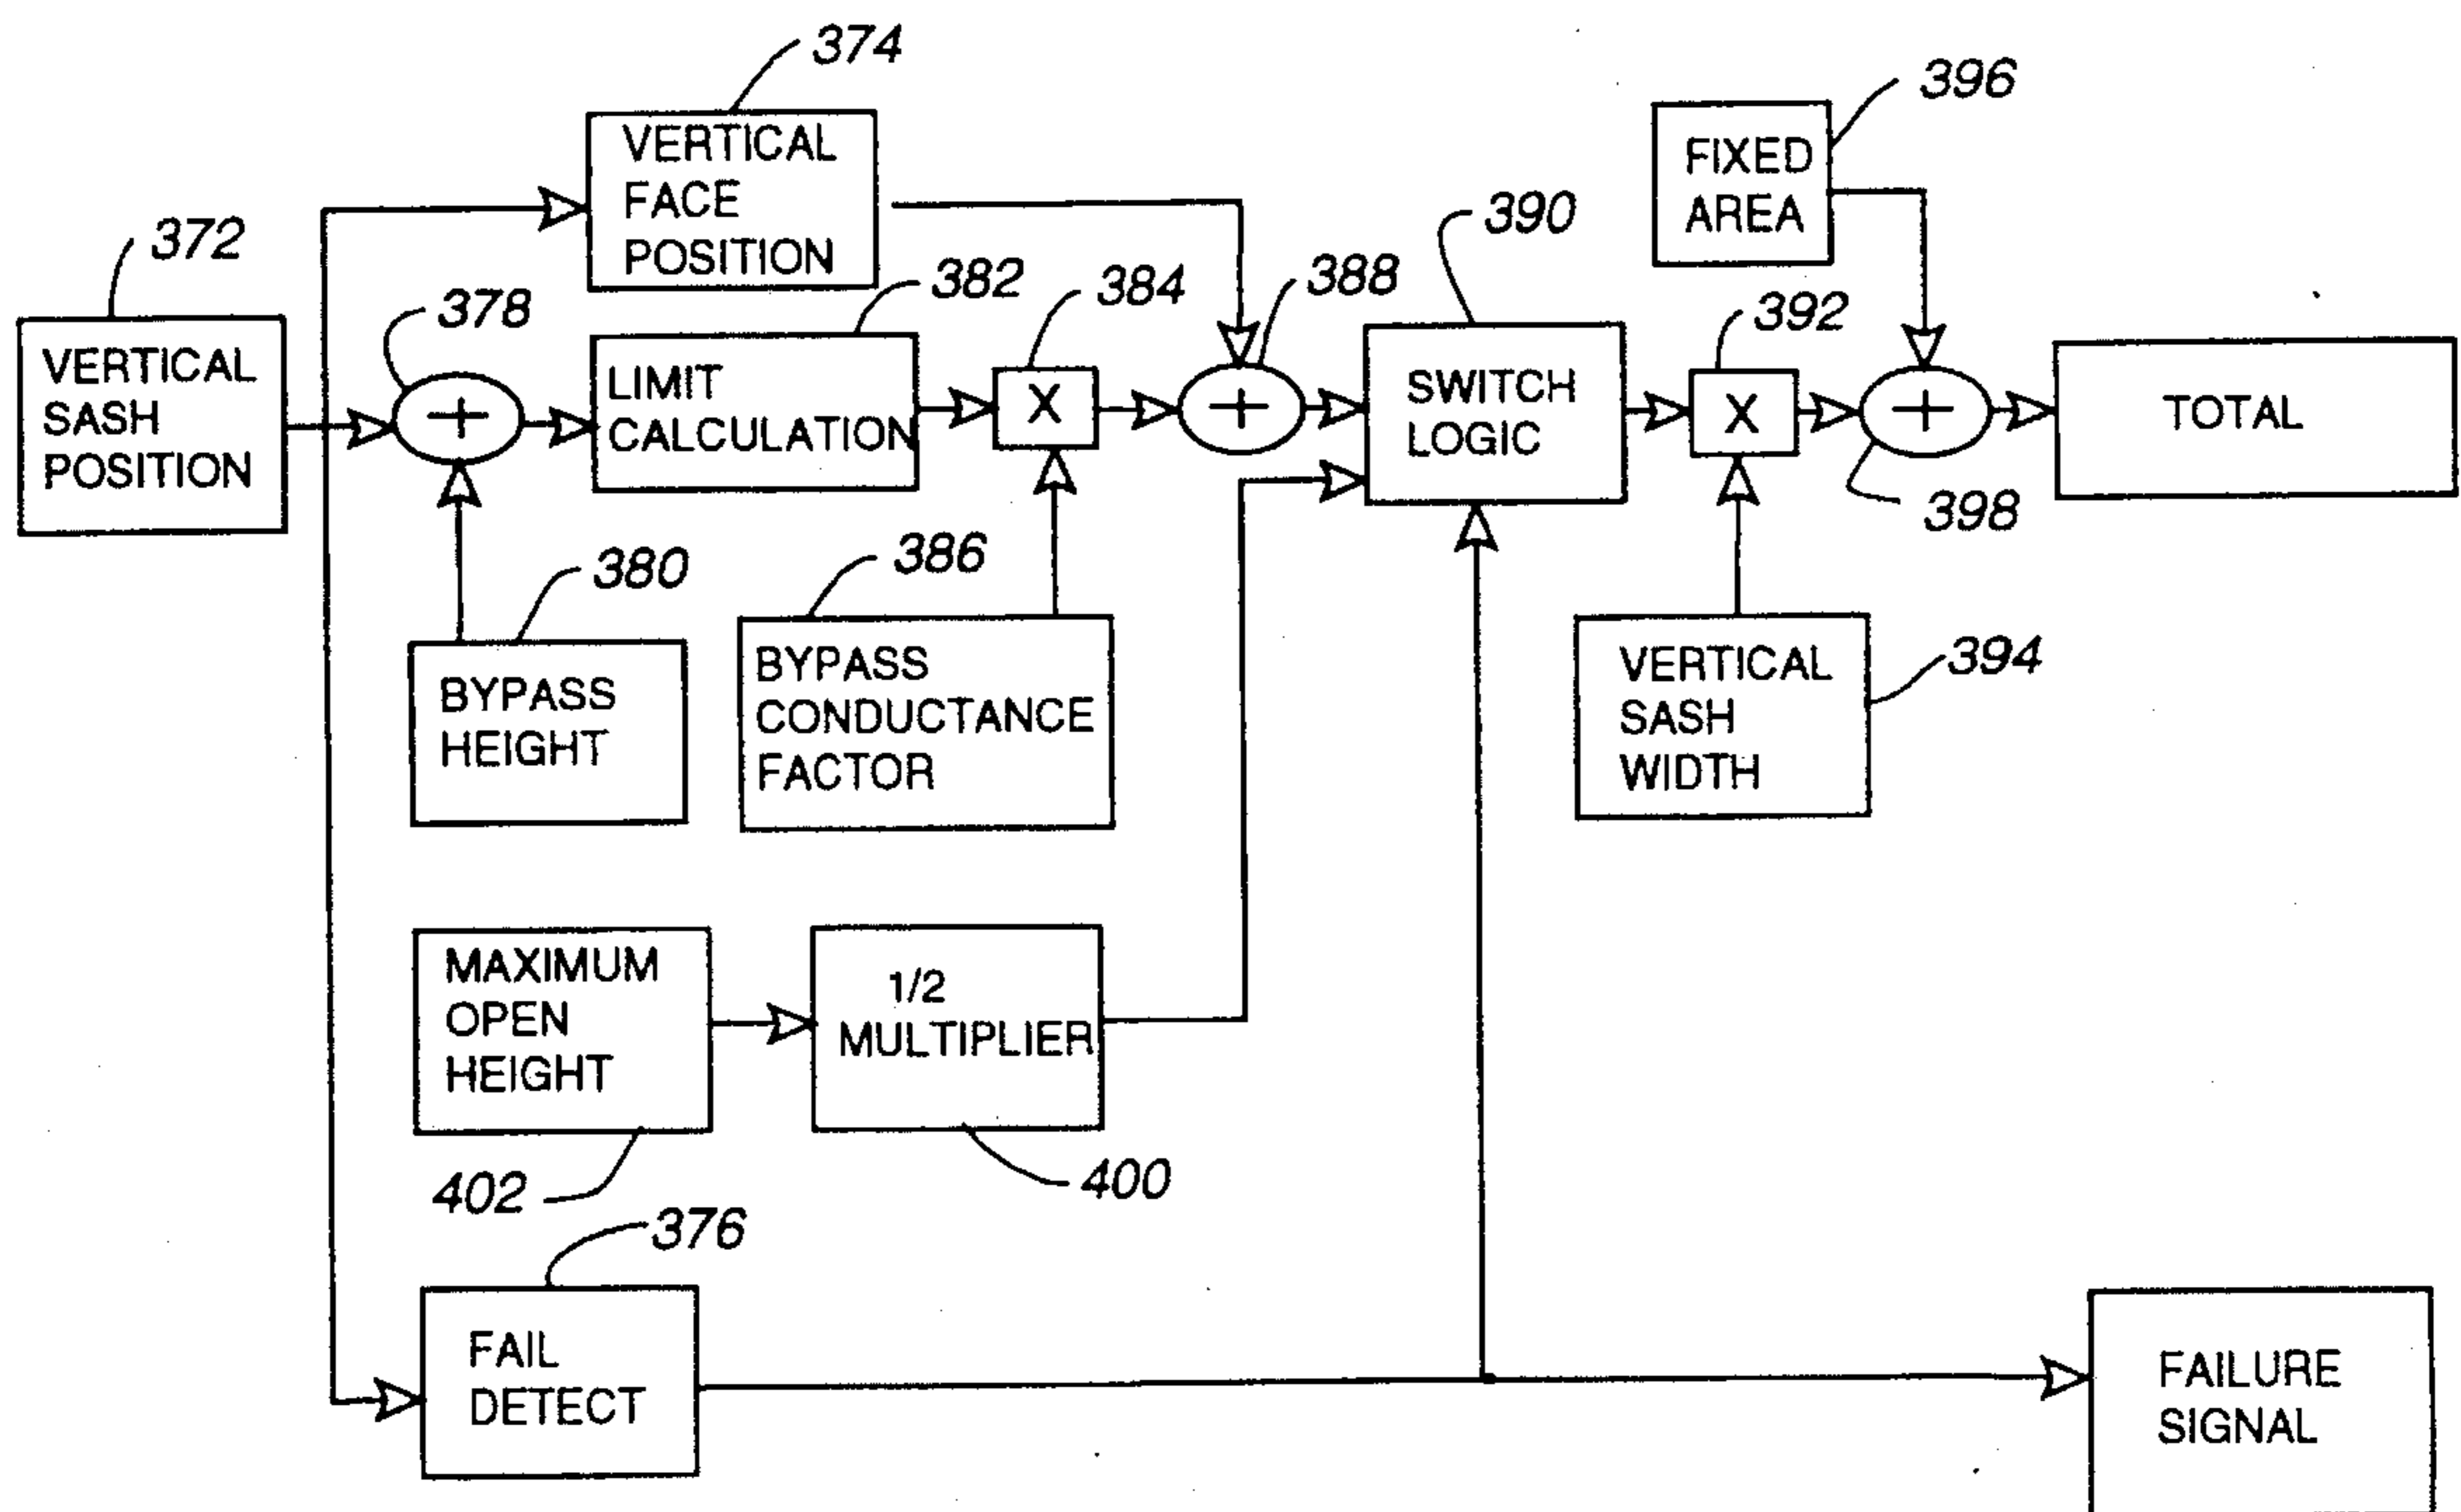 374
VERTICAL
FACE
POSITION
396
FIXED
AREA
372
VERTICAL
SASH
POSITION
378
+
382
LIMIT
CALCULATION
384
X
388
+
390
SWITCH
LOGIC
392
X
+
398
TOTAL
380
BYPASS
HEIGHT
386
BYPASS
CONDUCTANCE
FACTOR
394
VERTICAL
SASH
WIDTH
MAXIMUM
OPEN
HEIGHT
402
1/2
MULTIPLIER
400
376
FAIL
DETECT
FAILURE
SIGNAL